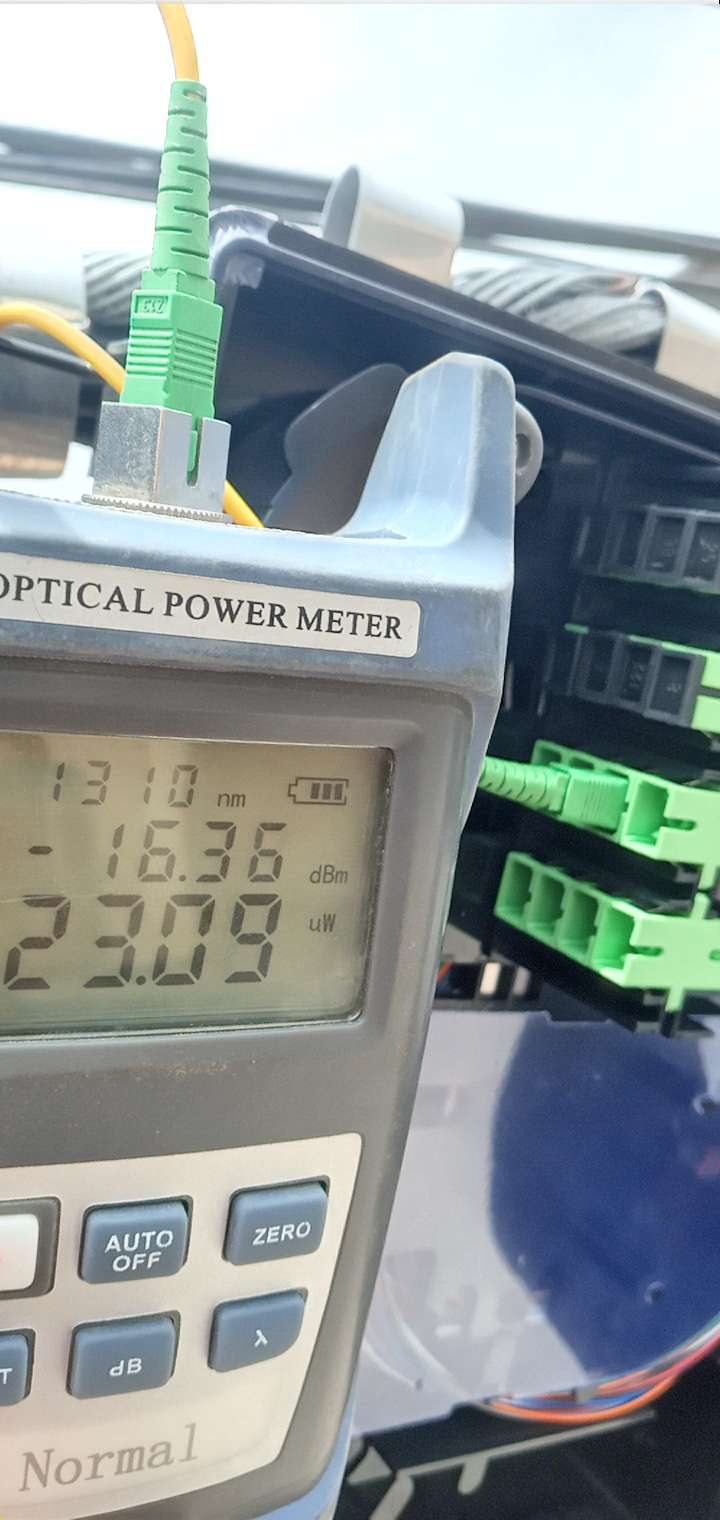 OPTICAL POWER METER
1310 nm
-16.36 dBm
23.09 uW
AUTO
OFF
ZERO
T
dB
λ
Normal